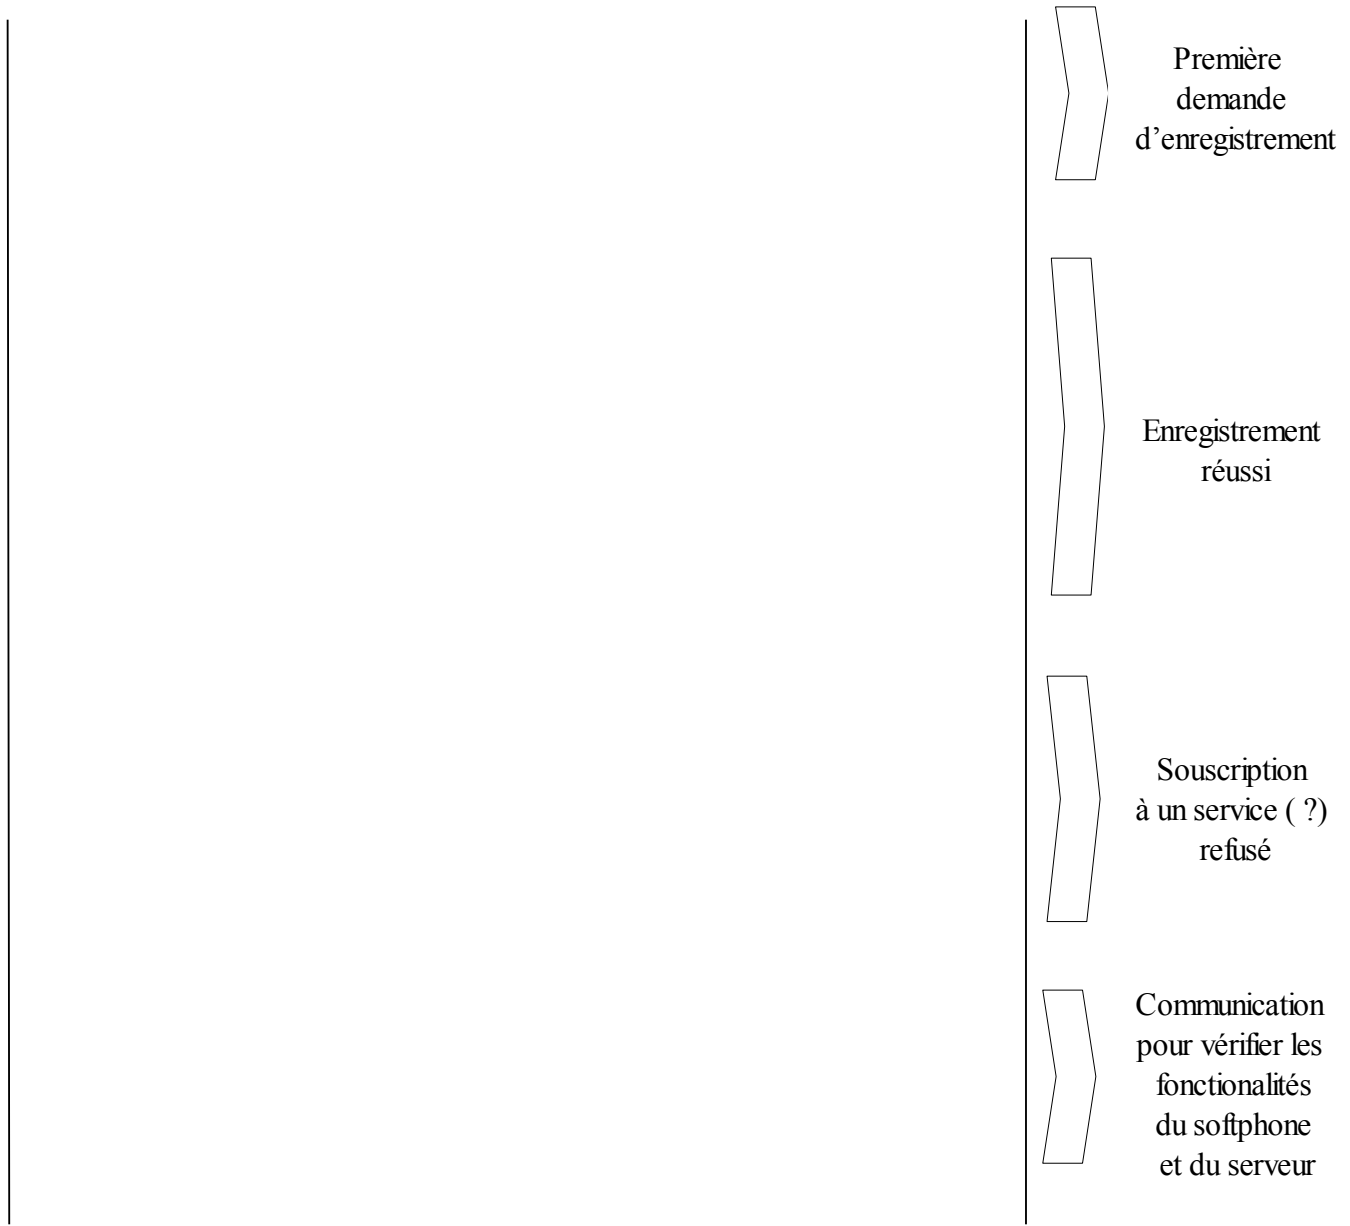 Première
demande
d’enregistrement
Enregistrement
réussi
Souscription
à un service ( ?)
refusé
Communication
pour vérifier les
fonctionalités
du softphone
et du serveur